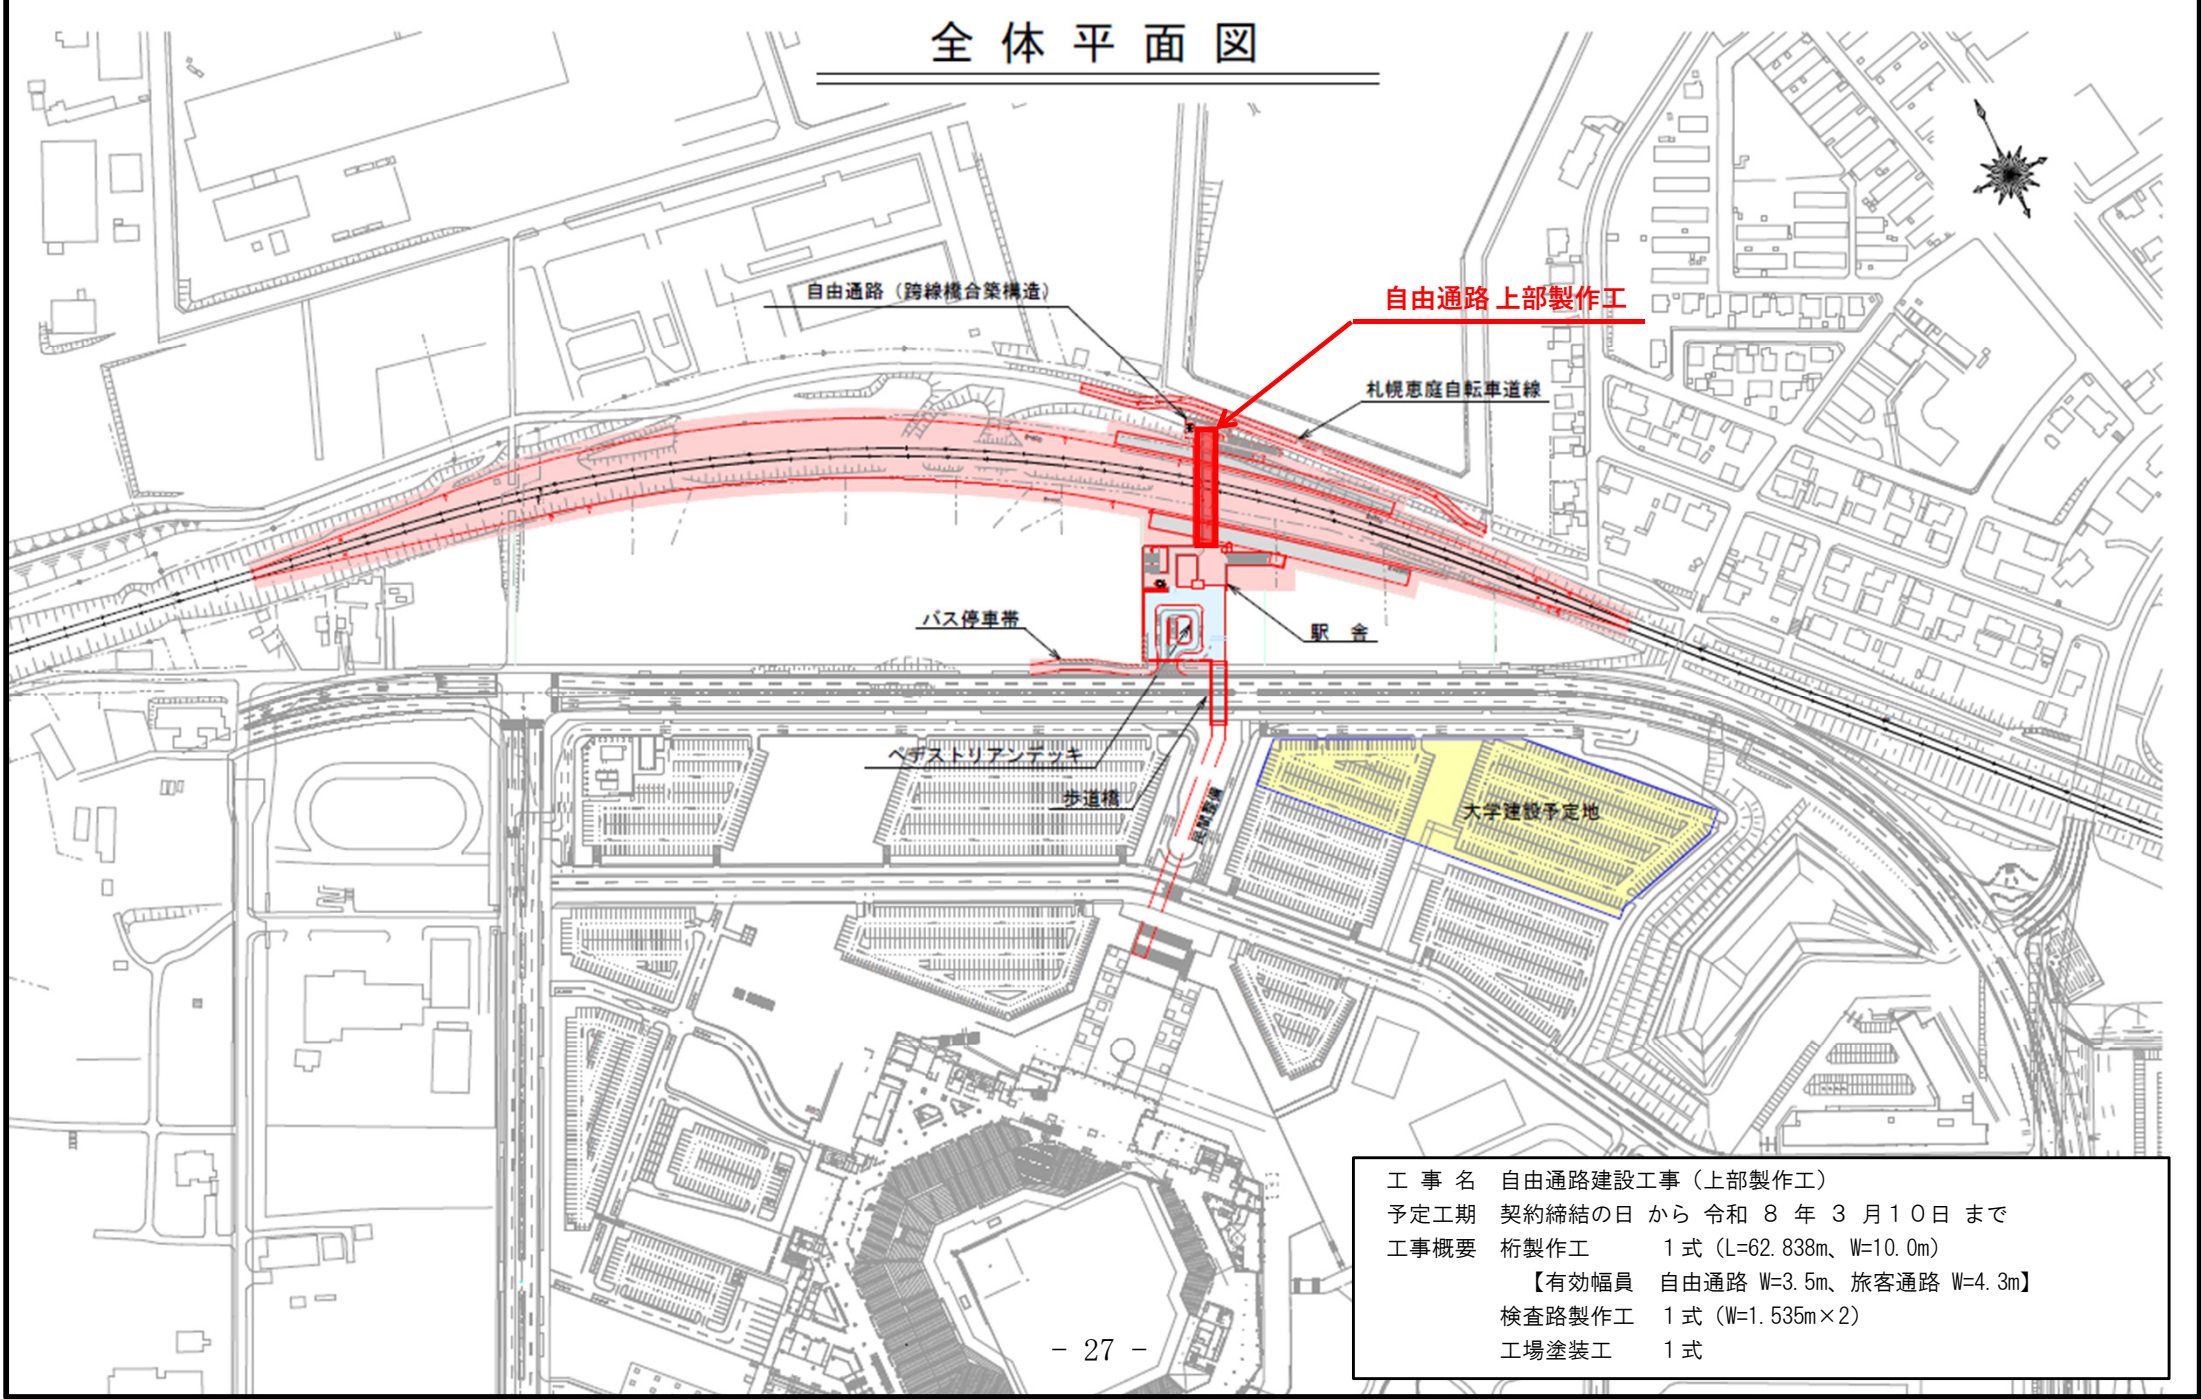 全体平面図
自由通路（跨線橋合築構造）
自由通路 上部製作工
札幌恵庭自転車道線
バス停車帯
駅 舎
ペデストリアンデッキ
歩道橋
民間整備
大学建設予定地
工 事 名　自由通路建設工事（上部製作工）
予定工期　契約締結の日 から 令和 ８ 年 ３ 月１０日 まで
工事概要　桁製作工　１式（L=62.838m、W=10.0m）
【有効幅員　自由通路 W=3.5m、旅客通路 W=4.3m】
検査路製作工　１式（W=1.535m×2）
工場塗装工　１式
- 27 -